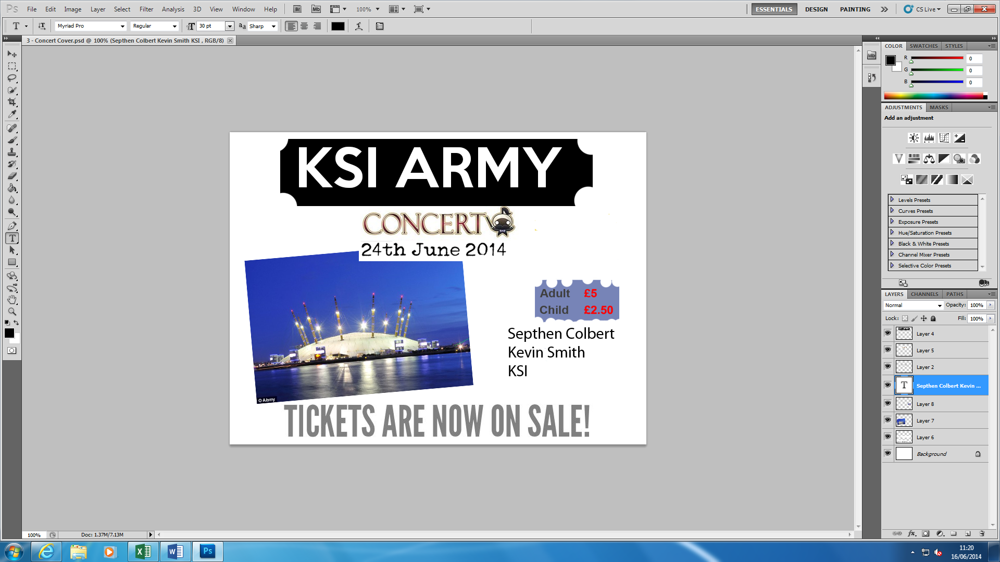 Ps File Edit Image Layer Select Filter Analysis 3D View Window Help Br Mb 100% ESSENTIALS DESIGN PAINTING CS Live
T Myriad Pro Regular 30 pt Sharp
3 - Concert Cover.psd @ 100% (Septhen Colbert Kevin Smith KSI , RGB/8)
KSI ARMY
CONCERT
24th June 2014
Adult £5
Child £2.50
Septhen Colbert
Kevin Smith
KSI
© Alamy
TICKETS ARE NOW ON SALE!
Mb
COLOR SWATCHES STYLES
R 0
G 0
B 0
ADJUSTMENTS MASKS
Add an adjustment
Levels Presets
Curves Presets
Exposure Presets
Hue/Saturation Presets
Black & White Presets
Channel Mixer Presets
Selective Color Presets
LAYERS CHANNELS PATHS
Normal Opacity: 100%
Lock: Fill: 100%
Layer 4
Layer 5
Layer 2
T Septhen Colbert Kevin ...
Layer 8
Layer 7
Layer 6
Background
100% Doc: 1.37M/7.13M
Ps
11:20
16/06/2014